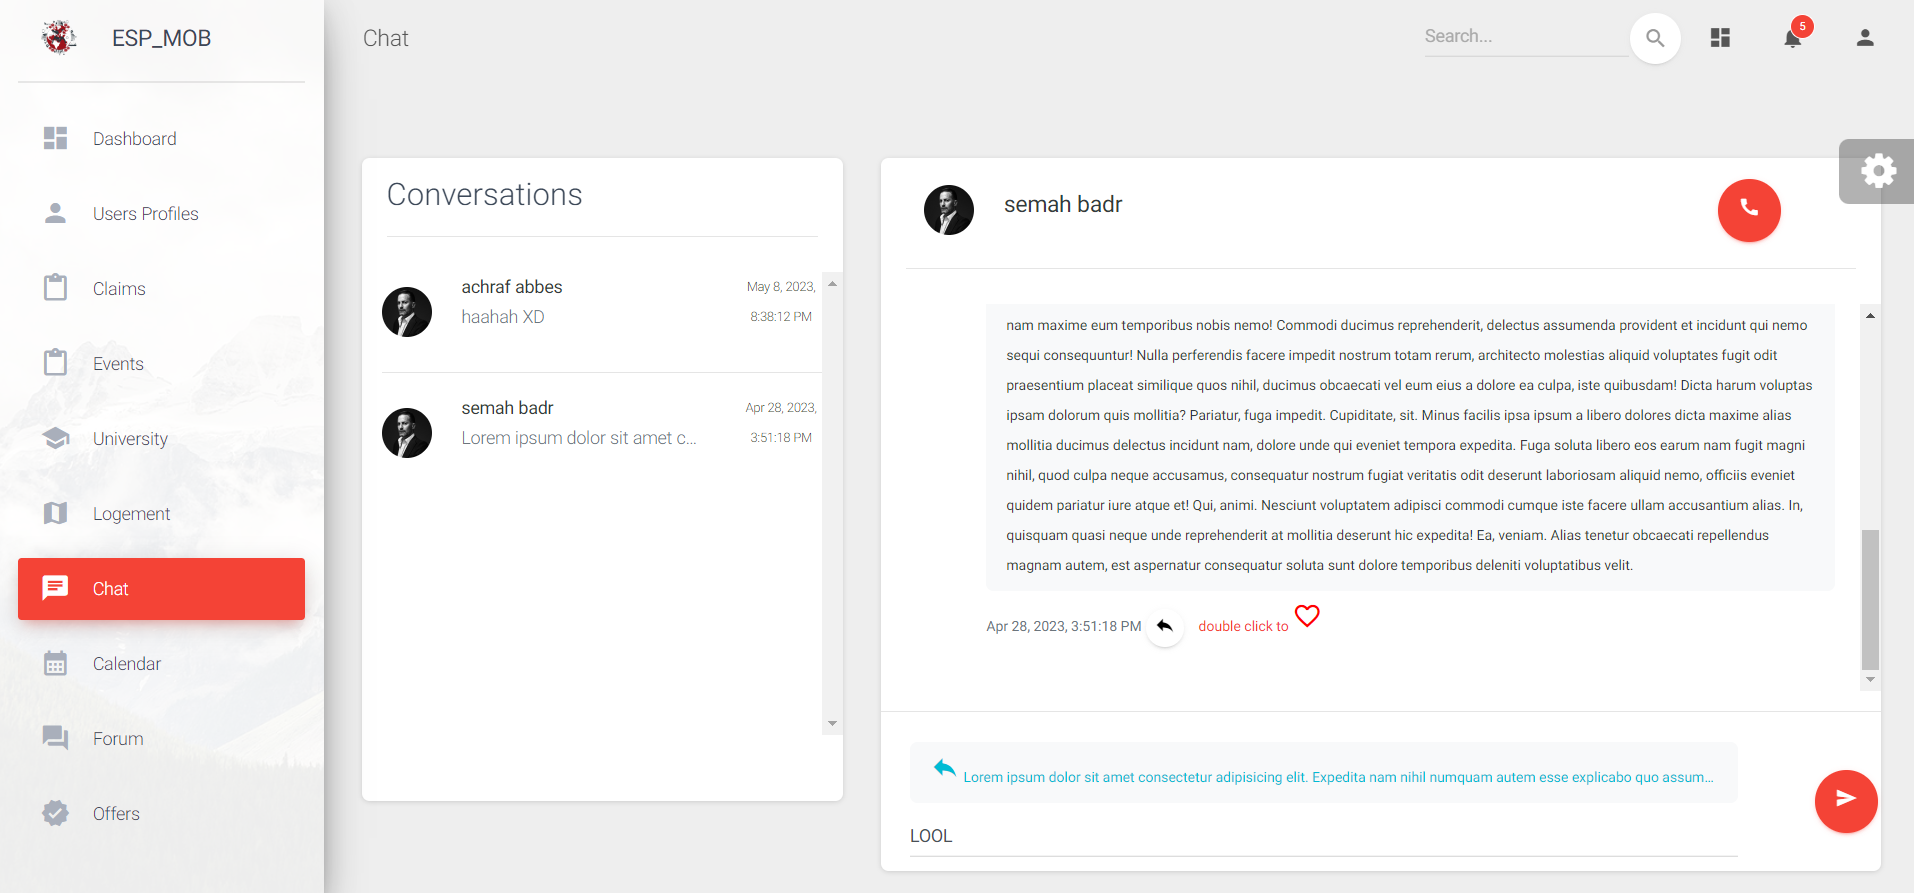 ESP_MOB
Dashboard
Users Profiles
Claims
Events
University
Logement
Chat
Calendar
Forum
Offers
Chat
Search...
5
Conversations
achraf abbes
May 8, 2023,
haahah XD
8:38:12 PM
semah badr
Apr 28, 2023,
Lorem ipsum dolor sit amet c...
3:51:18 PM
semah badr
nam maxime eum temporibus nobis nemo! Commodi ducimus reprehenderit, delectus assumenda provident et incidunt qui nemo
sequi consequuntur! Nulla perferendis facere impedit nostrum totam rerum, architecto molestias aliquid voluptates fugit odit
praesentium placeat similique quos nihil, ducimus obcaecati vel eum eius a dolore ea culpa, iste quibusdam! Dicta harum voluptas
ipsam dolorum quis mollitia? Pariatur, fuga impedit. Cupiditate, sit. Minus facilis ipsa ipsum a libero dolores dicta maxime alias
mollitia ducimus delectus incidunt nam, dolore unde qui eveniet tempora expedita. Fuga soluta libero eos earum nam fugit magni
nihil, quod culpa neque accusamus, consequatur nostrum fugiat veritatis odit deserunt laboriosam aliquid nemo, officiis eveniet
quidem pariatur iure atque et! Qui, animi. Nesciunt voluptatem adipisci commodi cumque iste facere ullam accusantium alias. In,
quisquam quasi neque unde reprehenderit at mollitia deserunt hic expedita! Ea, veniam. Alias tenetur obcaecati repellendus
magnam autem, est aspernatur consequatur soluta sunt dolore temporibus deleniti voluptatibus velit.
Apr 28, 2023, 3:51:18 PM
double click to
Lorem ipsum dolor sit amet consectetur adipisicing elit. Expedita nam nihil numquam autem esse explicabo quo assum...
LOOL